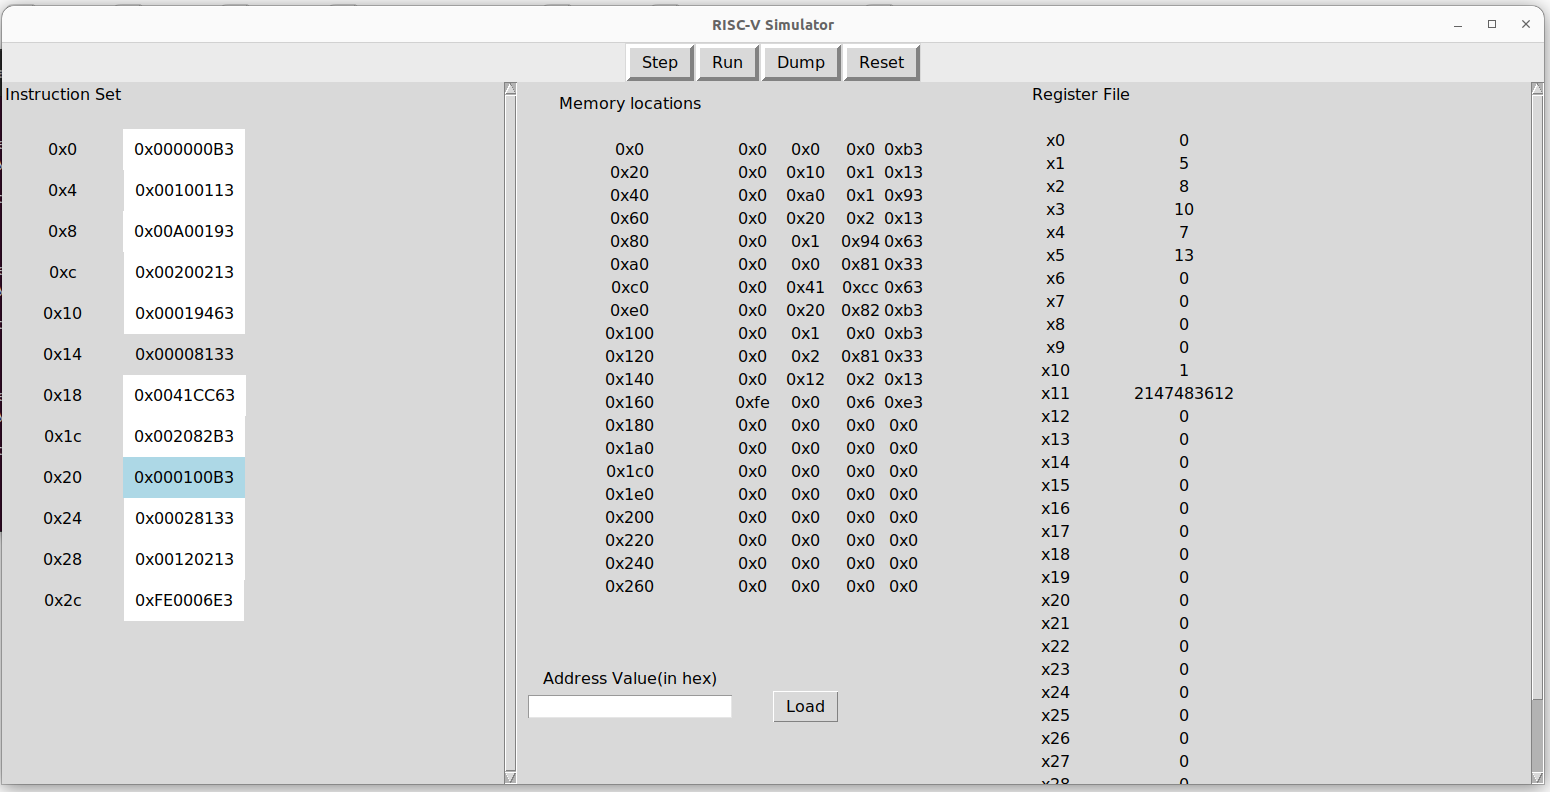 RISC-V Simulator
Step Run Dump Reset
Instruction Set
0x0 0x000000B3
0x4 0x00100113
0x8 0x00A00193
0xc 0x00200213
0x10 0x00019463
0x14 0x00008133
0x18 0x0041CC63
0x1c 0x002082B3
0x20 0x000100B3
0x24 0x00028133
0x28 0x00120213
0x2c 0xFE0006E3
Memory locations
0x0 0x0 0x0 0x0 0xb3
0x20 0x0 0x10 0x1 0x13
0x40 0x0 0xa0 0x1 0x93
0x60 0x0 0x20 0x2 0x13
0x80 0x0 0x1 0x94 0x63
0xa0 0x0 0x0 0x81 0x33
0xc0 0x0 0x41 0xcc 0x63
0xe0 0x0 0x20 0x82 0xb3
0x100 0x0 0x1 0x0 0xb3
0x120 0x0 0x2 0x81 0x33
0x140 0x0 0x12 0x2 0x13
0x160 0xfe 0x0 0x6 0xe3
0x180 0x0 0x0 0x0 0x0
0x1a0 0x0 0x0 0x0 0x0
0x1c0 0x0 0x0 0x0 0x0
0x1e0 0x0 0x0 0x0 0x0
0x200 0x0 0x0 0x0 0x0
0x220 0x0 0x0 0x0 0x0
0x240 0x0 0x0 0x0 0x0
0x260 0x0 0x0 0x0 0x0
Address Value(in hex)
Load
Register File
x0 0
x1 5
x2 8
x3 10
x4 7
x5 13
x6 0
x7 0
x8 0
x9 0
x10 1
x11 2147483612
x12 0
x13 0
x14 0
x15 0
x16 0
x17 0
x18 0
x19 0
x20 0
x21 0
x22 0
x23 0
x24 0
x25 0
x26 0
x27 0
x28 0